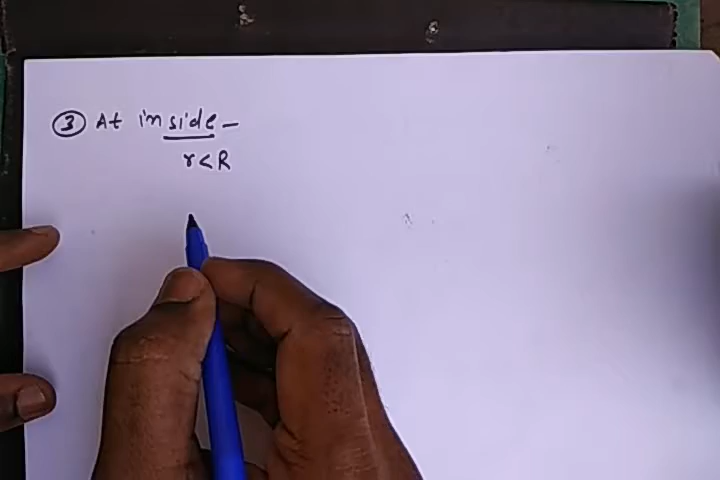 ③ At inside –
r < R